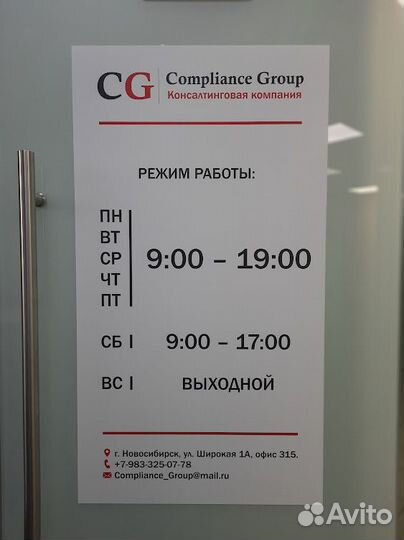 CG Compliance Group
Консалтинговая компания
РЕЖИМ РАБОТЫ:
ПН
ВТ
СР 9:00 – 19:00
ЧТ
ПТ
СБ 9:00 – 17:00
ВС ВЫХОДНОЙ
г. Новосибирск, ул. Широкая 1А, офис 315.
+7-983-325-07-78
Compliance_Group@mail.ru
Avito